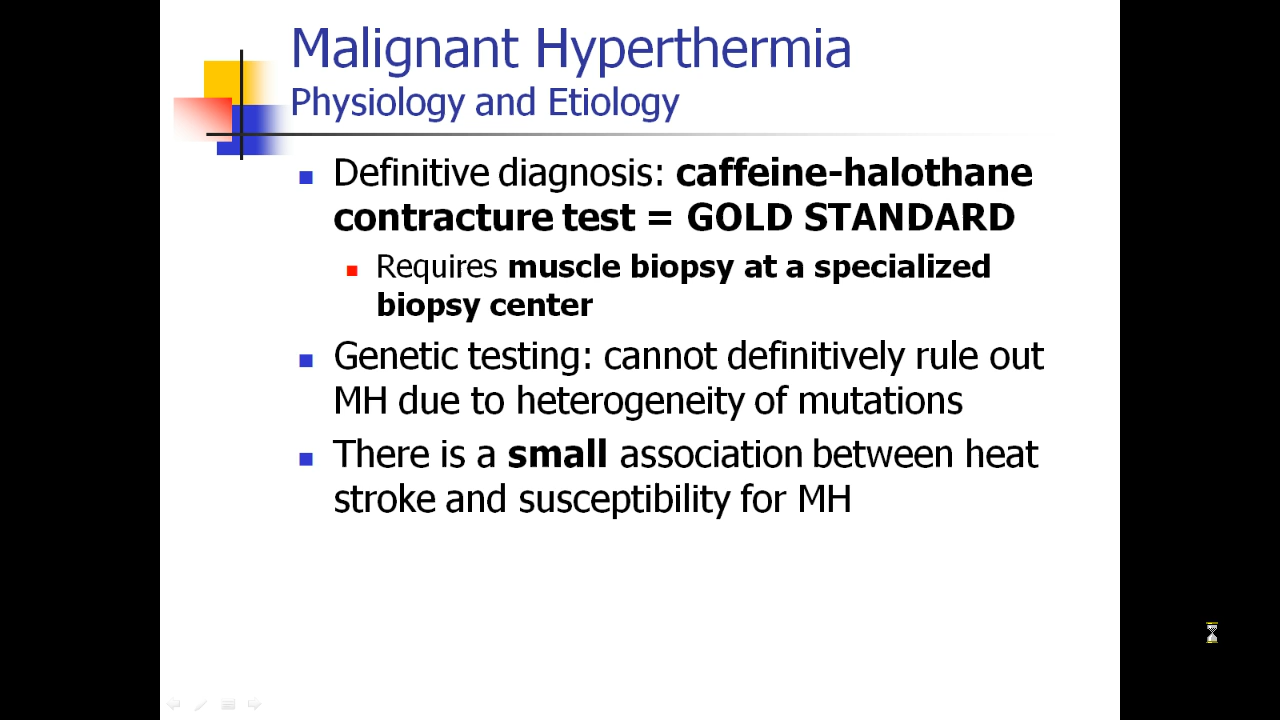 Malignant Hyperthermia
Physiology and Etiology
Definitive diagnosis: caffeine-halothane
contracture test = GOLD STANDARD
Requires muscle biopsy at a specialized
biopsy center
Genetic testing: cannot definitively rule out
MH due to heterogeneity of mutations
There is a small association between heat
stroke and susceptibility for MH